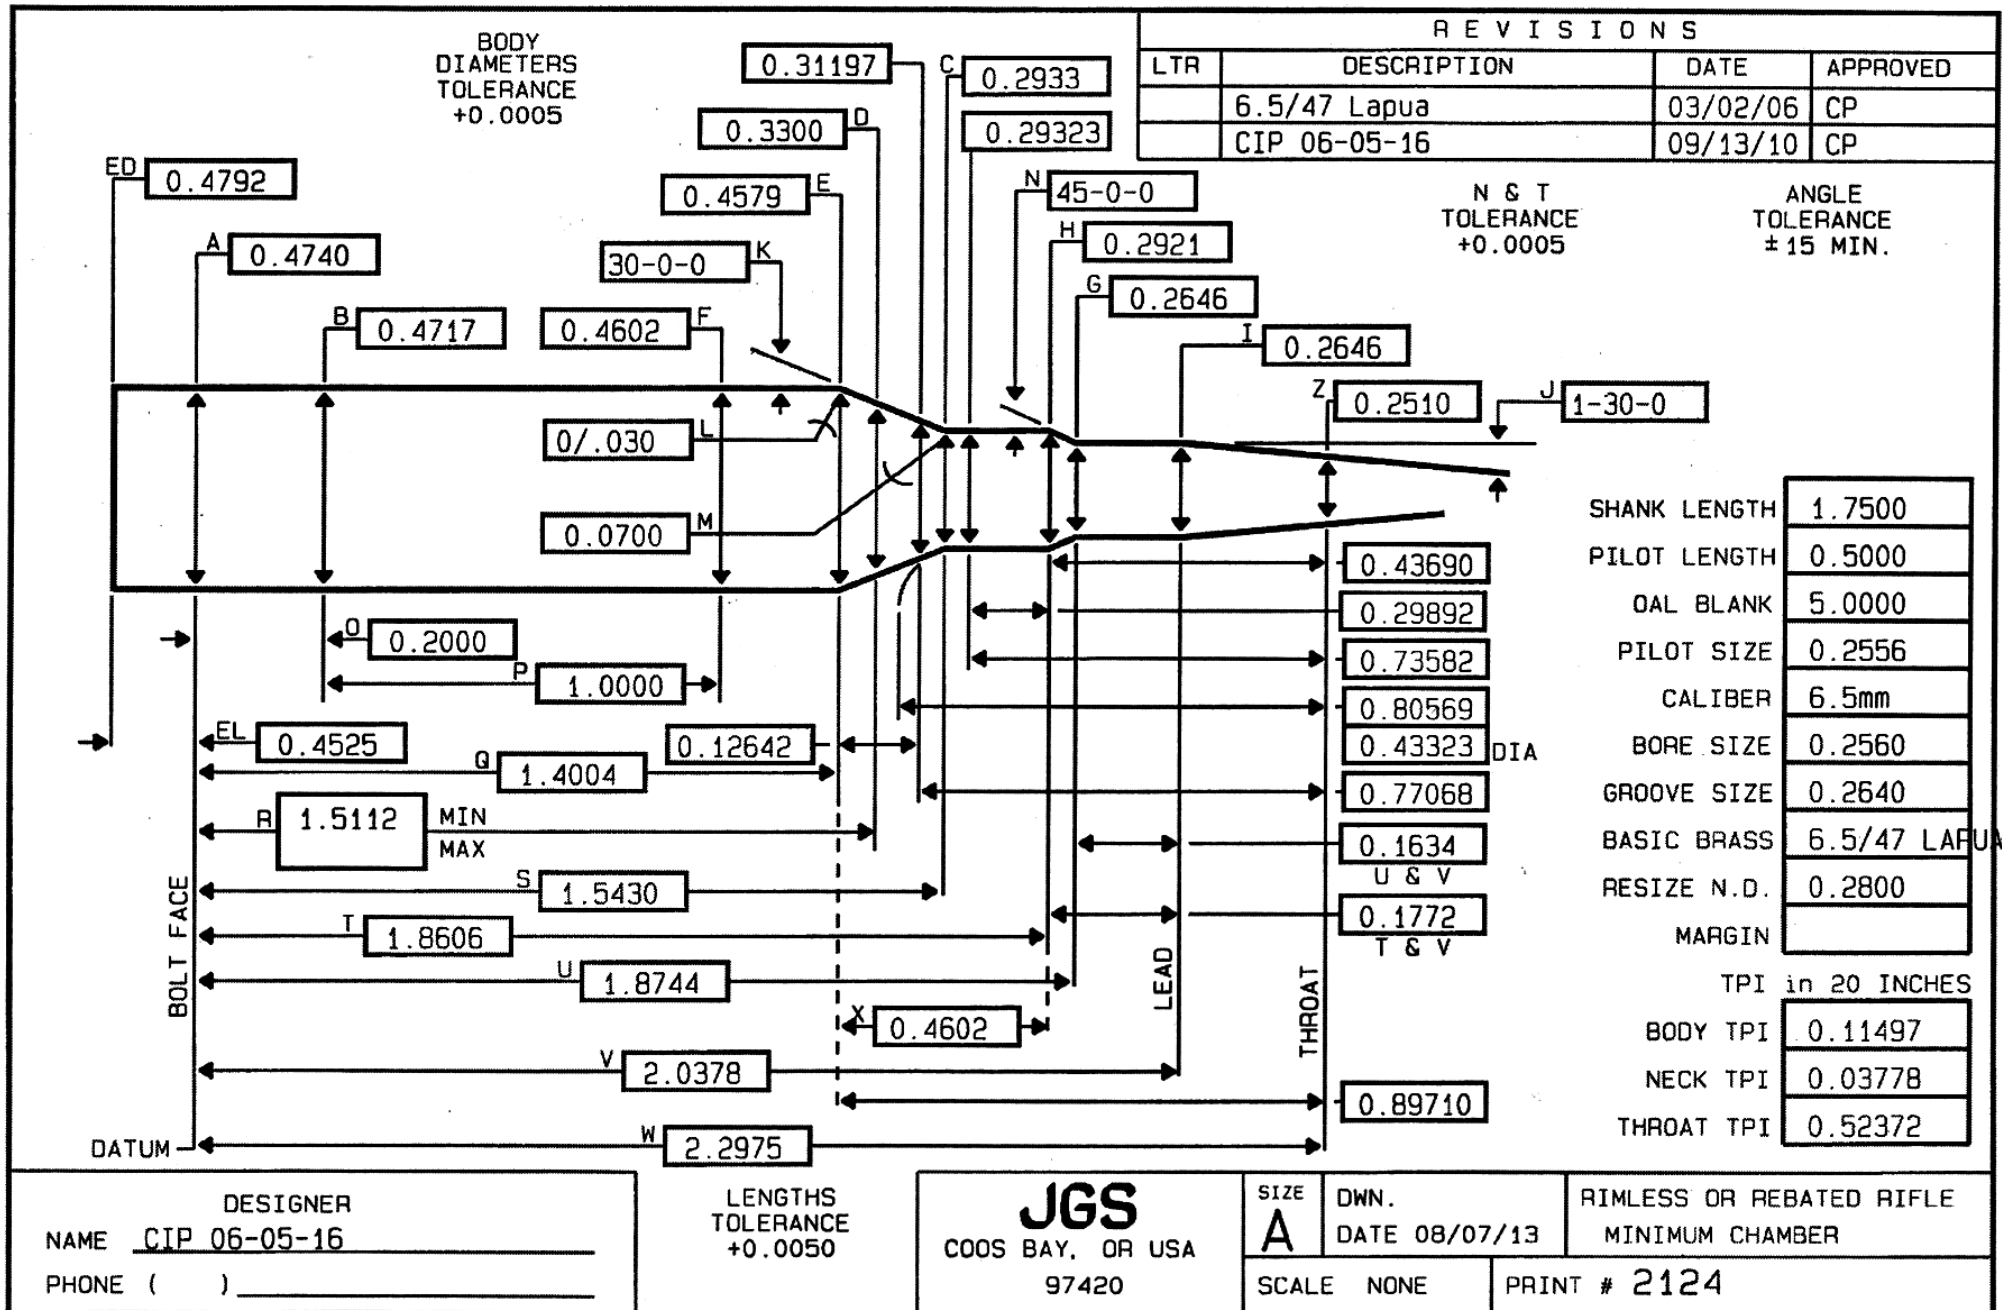 BODY
DIAMETERS
TOLERANCE
+0.0005
REVISIONS
LTR DESCRIPTION DATE APPROVED
6.5/47 Lapua 03/02/06 CP
CIP 06-05-16 09/13/10 CP
0.31197
C 0.2933
0.3300 D
0.29323
ED 0.4792
0.4579 E
N 45-0-0
N & T
TOLERANCE
+0.0005
ANGLE
TOLERANCE
±15 MIN.
A 0.4740
30-0-0 K
H 0.2921
G 0.2646
B 0.4717
0.4602 F
I 0.2646
Z 0.2510
J 1-30-0
0/.030 L
0.0700 M
0.43690
0.29892
O 0.2000
0.73582
P 1.0000
0.80569
EL 0.4525
0.12642
0.43323 DIA
Q 1.4004
0.77068
R 1.5112 MIN
MAX
0.1634
U & V
S 1.5430
0.1772
T & V
T 1.8606
U 1.8744
X 0.4602
V 2.0378
0.89710
W 2.2975
BOLT FACE
LEAD
THROAT
DATUM
SHANK LENGTH 1.7500
PILOT LENGTH 0.5000
OAL BLANK 5.0000
PILOT SIZE 0.2556
CALIBER 6.5mm
BORE SIZE 0.2560
GROOVE SIZE 0.2640
BASIC BRASS 6.5/47 LAPUA
RESIZE N.D. 0.2800
MARGIN
TPI in 20 INCHES
BODY TPI 0.11497
NECK TPI 0.03778
THROAT TPI 0.52372
DESIGNER
NAME CIP 06-05-16
PHONE ( )
LENGTHS
TOLERANCE
+0.0050
JGS
COOS BAY, OR USA
97420
SIZE
A
DWN.
DATE 08/07/13
RIMLESS OR REBATED RIFLE
MINIMUM CHAMBER
SCALE NONE
PRINT # 2124